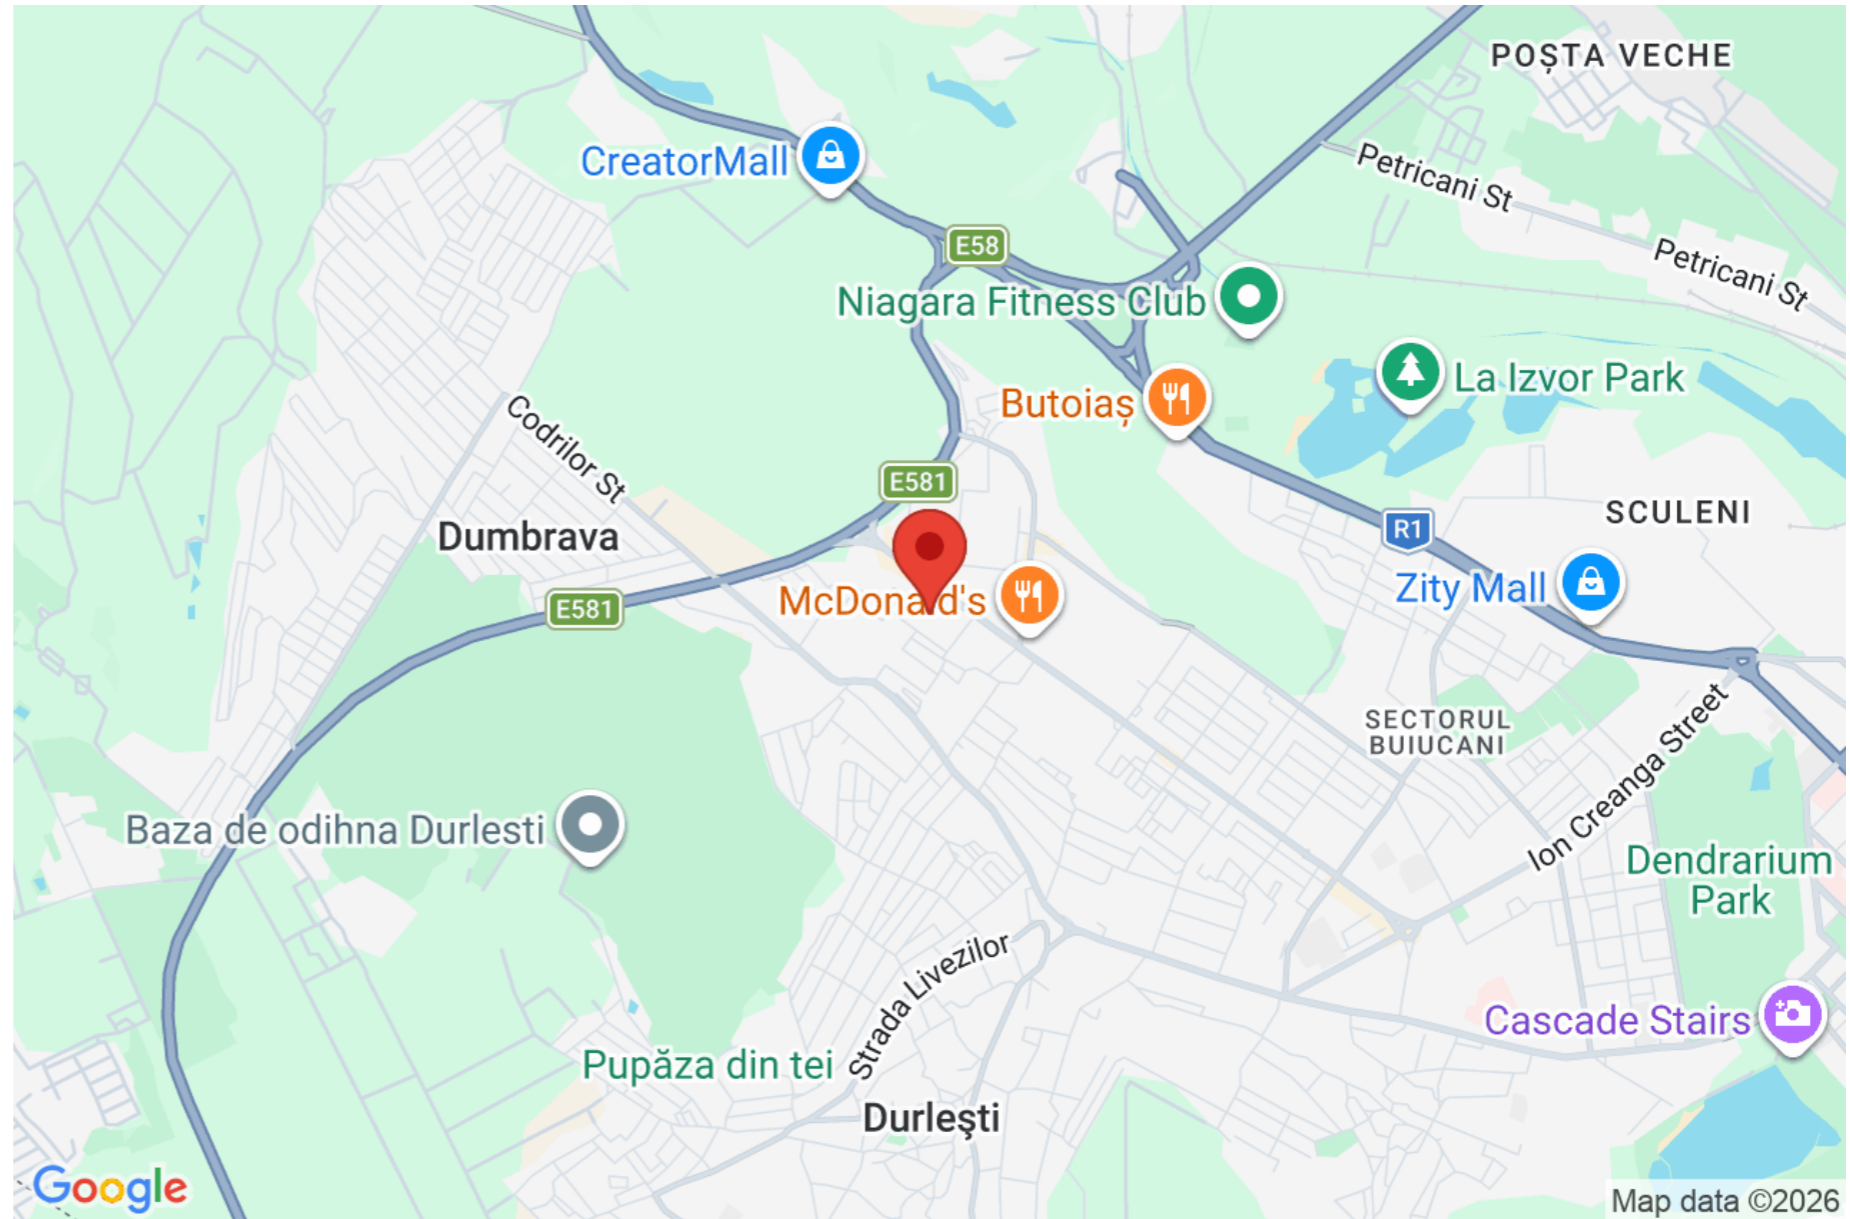 POȘTA VECHE
CreatorMall
Petricani St
E58
Petricani St
Niagara Fitness Club
La Izvor Park
Butoiaș
Codrilor St
E581
SCULENI
Dumbrava
R1
Zity Mall
McDonald's
E581
SECTORUL
BUIUCANI
Ion Creanga Street
Baza de odihna Durlesti
Dendrarium
Park
Strada Livezilor
Cascade Stairs
Pupăza din tei
Durleşti
Google
Map data ©2026